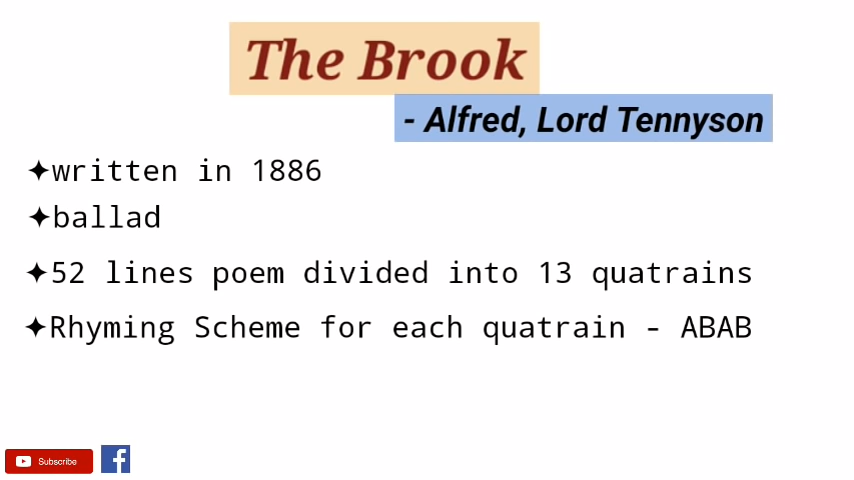 The Brook
- Alfred, Lord Tennyson
✦written in 1886
✦ballad
✦52 lines poem divided into 13 quatrains
✦Rhyming Scheme for each quatrain - ABAB
Subscribe f